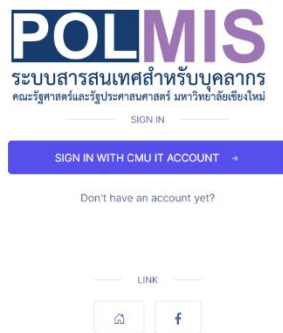 POLMIS
ระบบสารสนเทศสำหรับบุคลากร
คณะรัฐศาสตร์และรัฐประศาสนศาสตร์ มหาวิทยาลัยเชียงใหม่
SIGN IN
SIGN IN WITH CMU IT ACCOUNT →
Don't have an account yet?
LINK